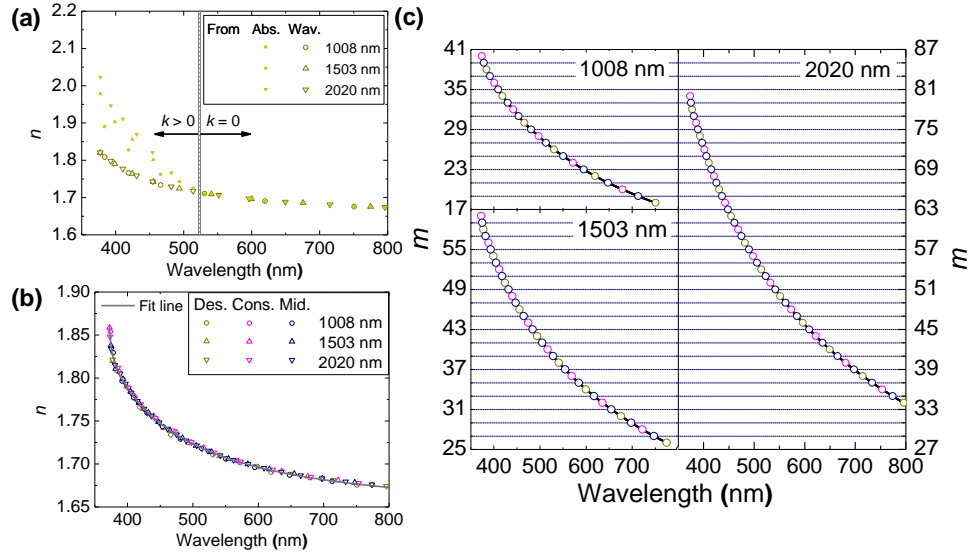 (a)
2.2
2.1
2.0
1.9
1.8
1.7
1.6
n
From Abs. Wav.
1008 nm
1503 nm
2020 nm
k > 0 k = 0
400 500 600 700 800
Wavelength (nm)
(b)
1.90
1.85
1.80
1.75
1.70
1.65
n
Fit line
Des. Cons. Mid.
1008 nm
1503 nm
2020 nm
400 500 600 700 800
Wavelength (nm)
(c)
41
35
29
23
17
1008 nm
55
49
43
37
31
25
1503 nm
m
2020 nm
87
81
75
69
63
57
51
45
39
33
27
m
400 500 600 700
400 500 600 700 800
Wavelength (nm)